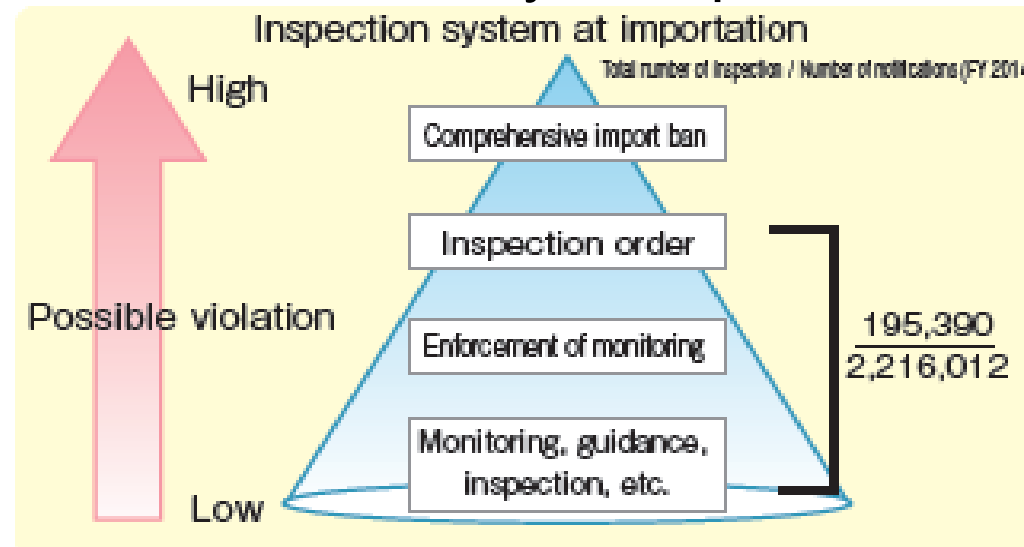 Inspection system at importation
Total number of inspection / Number of notifications (FY 2014
High
Comprehensive import ban
Inspection order
Possible violation
Enforcement of monitoring
195,390
2,216,012
Monitoring, guidance,
inspection, etc.
Low